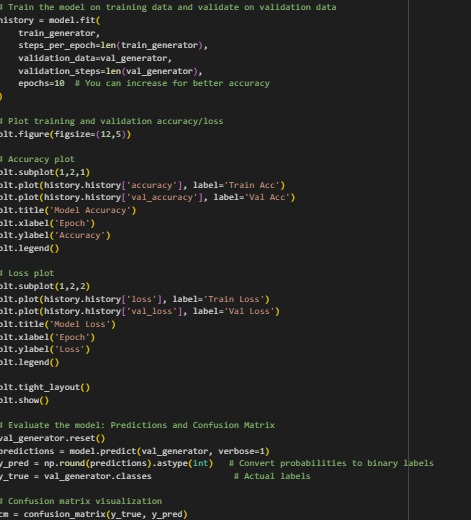 # Train the model on training data and validate on validation data
history = model.fit(
    train_generator,
    steps_per_epoch=len(train_generator),
    validation_data=val_generator,
    validation_steps=len(val_generator),
    epochs=10  # You can increase for better accuracy
)
# Plot training and validation accuracy/loss
plt.figure(figsize=(12,5))
# Accuracy plot
plt.subplot(1,2,1)
plt.plot(history.history['accuracy'], label='Train Acc')
plt.plot(history.history['val_accuracy'], label='Val Acc')
plt.title('Model Accuracy')
plt.xlabel('Epoch')
plt.ylabel('Accuracy')
plt.legend()
# Loss plot
plt.subplot(1,2,2)
plt.plot(history.history['loss'], label='Train Loss')
plt.plot(history.history['val_loss'], label='Val Loss')
plt.title('Model Loss')
plt.xlabel('Epoch')
plt.ylabel('Loss')
plt.legend()
plt.tight_layout()
plt.show()
# Evaluate the model: Predictions and Confusion Matrix
val_generator.reset()
predictions = model.predict(val_generator, verbose=1)
y_pred = np.round(predictions).astype(int)   # Convert probabilities to binary labels
y_true = val_generator.classes               # Actual labels
# Confusion matrix visualization
cm = confusion_matrix(y_true, y_pred)